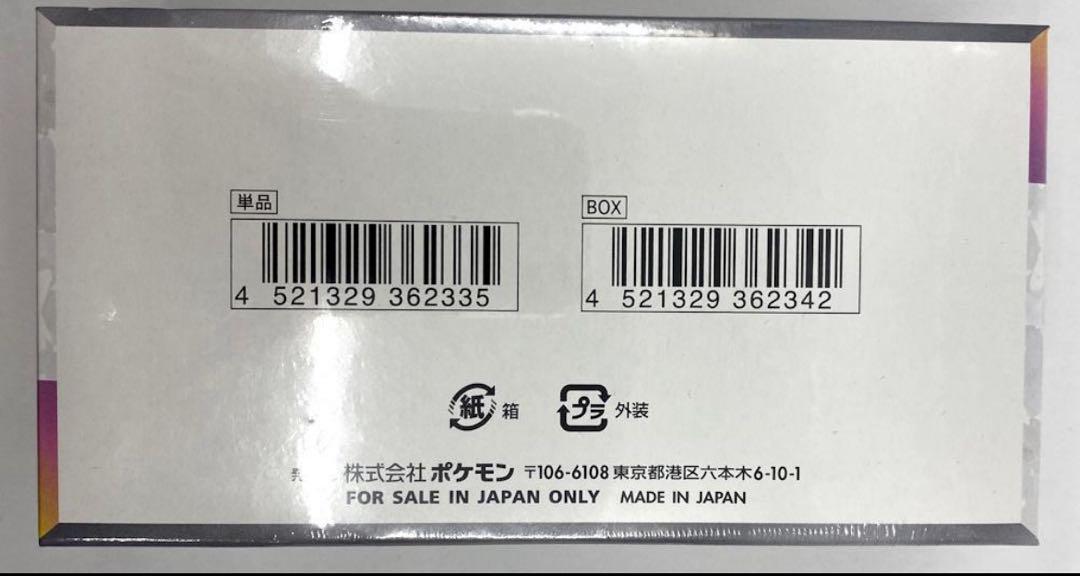 単品
4 521329 362335
BOX
4 521329 362342
紙 箱
プラ 外装
株式会社 ポケモン 〒106-6108 東京都港区六本木6-10-1
FOR SALE IN JAPAN ONLY MADE IN JAPAN